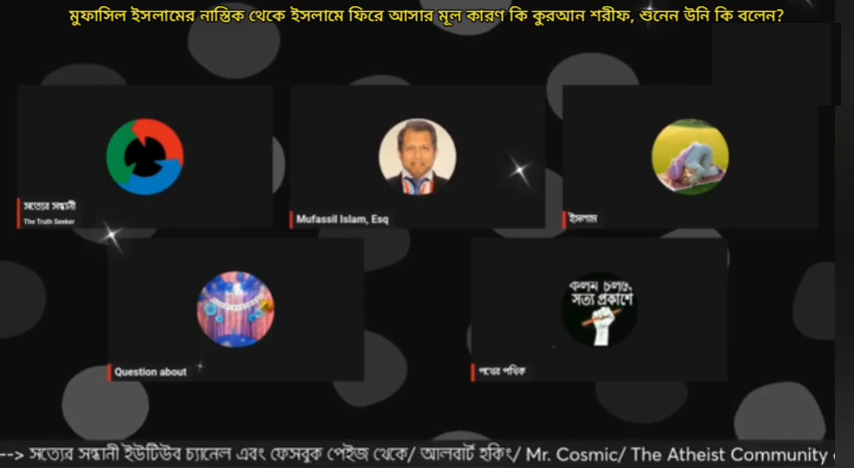 মুফাসিল ইসলামের নাস্তিক থেকে ইসলামে ফিরে আসার মূল কারণ কি কুরআন শরীফ, শুনেন উনি কি বলেন?
সত্যের সন্ধানী
The Truth Seeker
Mufassil Islam, Esq
ইসলাম
কলম চলবে,
সত্য প্রকাশে
Question about
পথের পথিক
--> সত্যের সন্ধানী ইউটিউব চ্যানেল এবং ফেসবুক পেইজ থেকে/ আলবার্ট হকিং/ Mr. Cosmic/ The Atheist Community